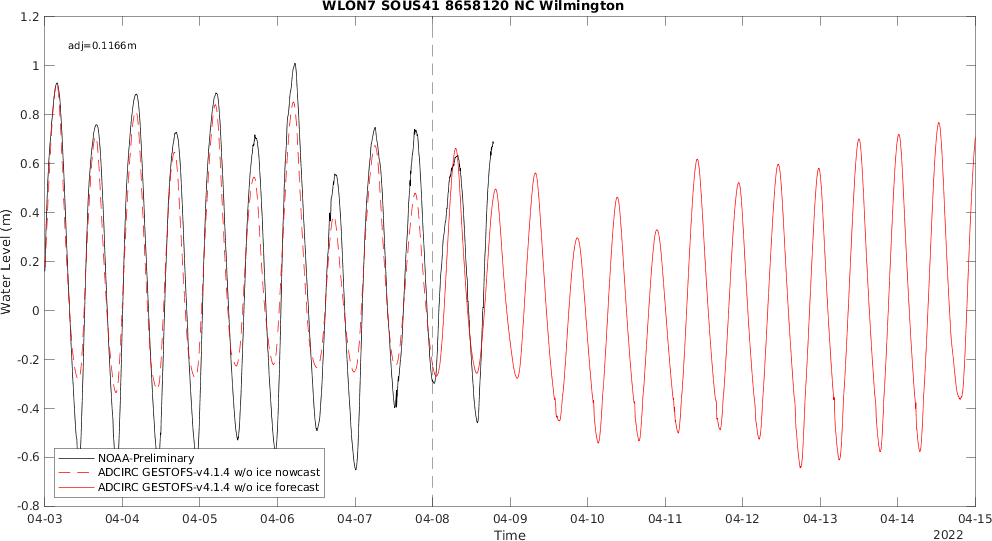 WLON7 SOUS41 8658120 NC Wilmington
adj=0.1166m
1.2
1
0.8
0.6
0.4
0.2
0
-0.2
-0.4
-0.6
-0.8
Water Level (m)
NOAA-Preliminary
ADCIRC GESTOFS-v4.1.4 w/o ice nowcast
ADCIRC GESTOFS-v4.1.4 w/o ice forecast
04-03 04-04 04-05 04-06 04-07 04-08 04-09 04-10 04-11 04-12 04-13 04-14 04-15
Time
2022